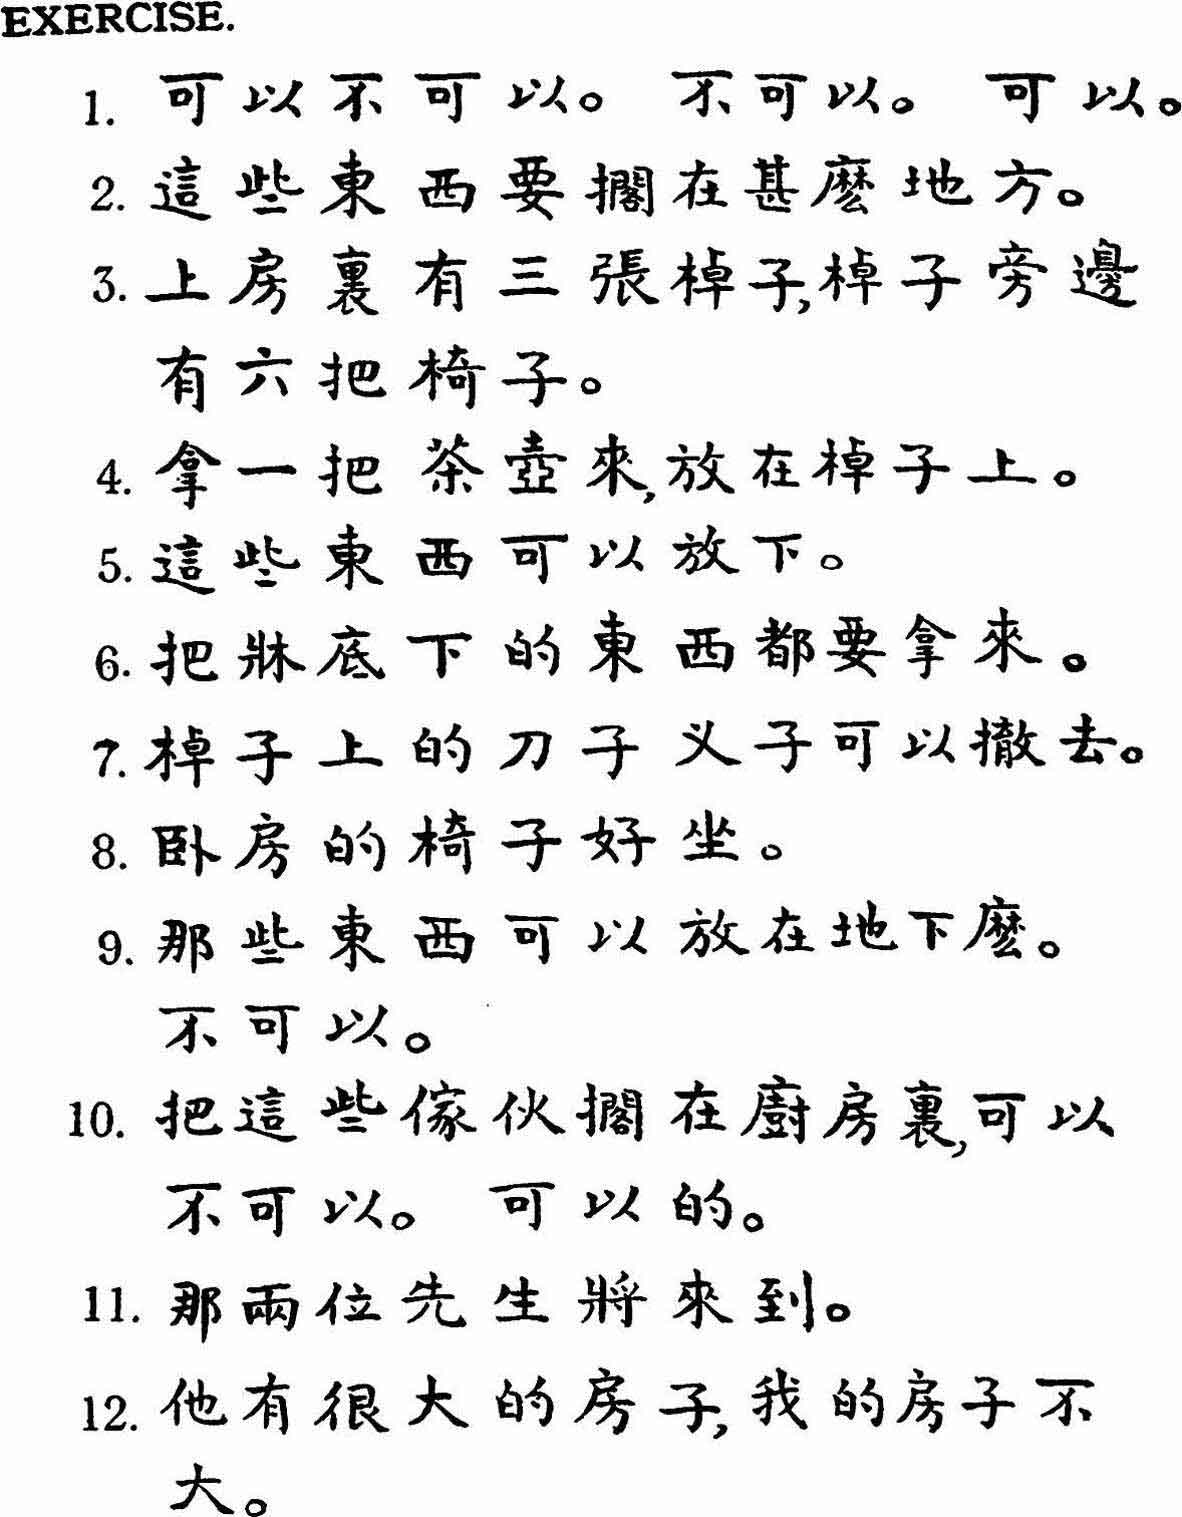 EXERCISE.
1. 可以不可以。 不可以。 可以。
2. 這些東西要擱在甚麽地方。
3. 上房裏有三張棹子,棹子旁邊
有六把椅子。
4. 拿一把茶壺來,放在棹子上。
5. 這些東西可以放下。
6. 把牀底下的東西都要拿來。
7. 棹子上的刀子义子可以撤去。
8. 卧房的椅子好坐。
9. 那些東西可以放在地下麽。
不可以。
10. 把這些傢伙擱在廚房裏,可以
不可以。 可以的。
11. 那兩位先生將來到。
12. 他有很大的房子,我的房子不
大。